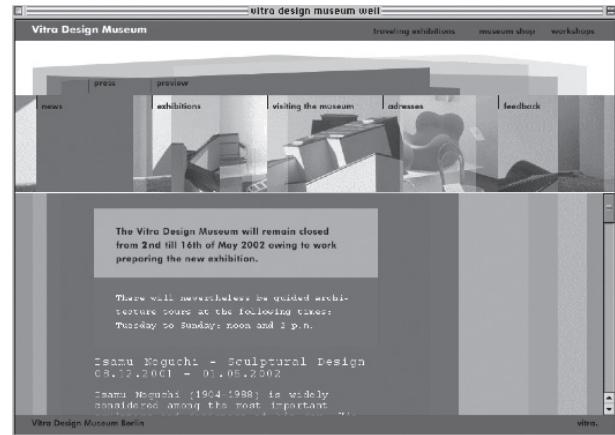 vitra design museum weil
Vitra Design Museum traveling exhibitions museum shop workshops
press preview
news exhibitions visiting the museum adresses feedback
The Vitra Design Museum will remain closed
from 2nd till 16th of May 2002 owing to work
preparing the new exhibition.
There will nevertheless be guided archi-
tecture tours at the following times:
Tuesday to Sunday: noon and 2 p.m.
Isamu Noguchi - Sculptural Design
08.12.2001 - 01.05.2002
Isamu Noguchi (1904-1988) is widely
considered among the most important
Vitra Design Museum Berlin vitra.